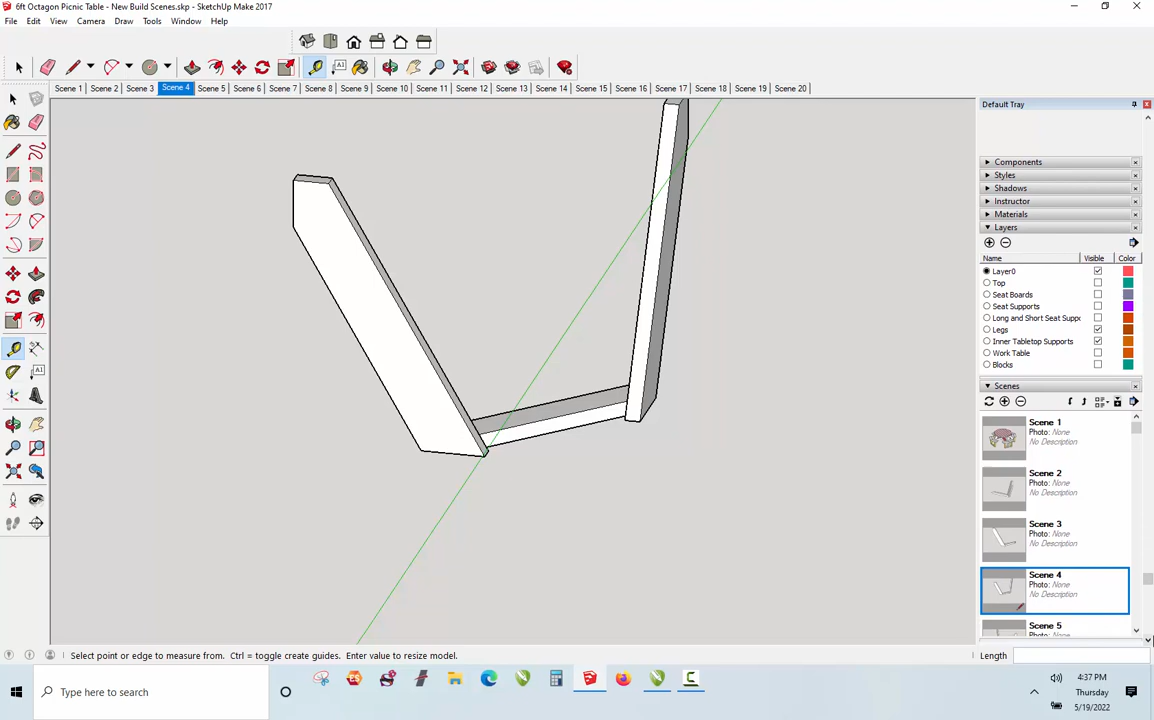 6ft Octagon Picnic Table - New Build Scenes.skp - SketchUp Make 2017
File Edit View Camera Draw Tools Window Help
A1
Scene 1 Scene 2 Scene 3 Scene 4 Scene 5 Scene 6 Scene 7 Scene 8 Scene 9 Scene 10 Scene 11 Scene 12 Scene 13 Scene 14 Scene 15 Scene 16 Scene 17 Scene 18 Scene 19 Scene 20
Default Tray
Components
Styles
Shadows
Instructor
Materials
Layers
Name Visible Color
Layer0
Top
Seat Boards
Seat Supports
Long and Short Seat Suppo
Legs
Inner Tabletop Supports
Work Table
Blocks
A1
Scenes
Scene 1
Photo: None
No Description
Scene 2
Photo: None
No Description
Scene 3
Photo: None
No Description
Scene 4
Photo: None
No Description
Scene 5
Select point or edge to measure from. Ctrl = toggle create guides. Enter value to resize model.
Length
Type here to search
4:37 PM
Thursday
5/19/2022